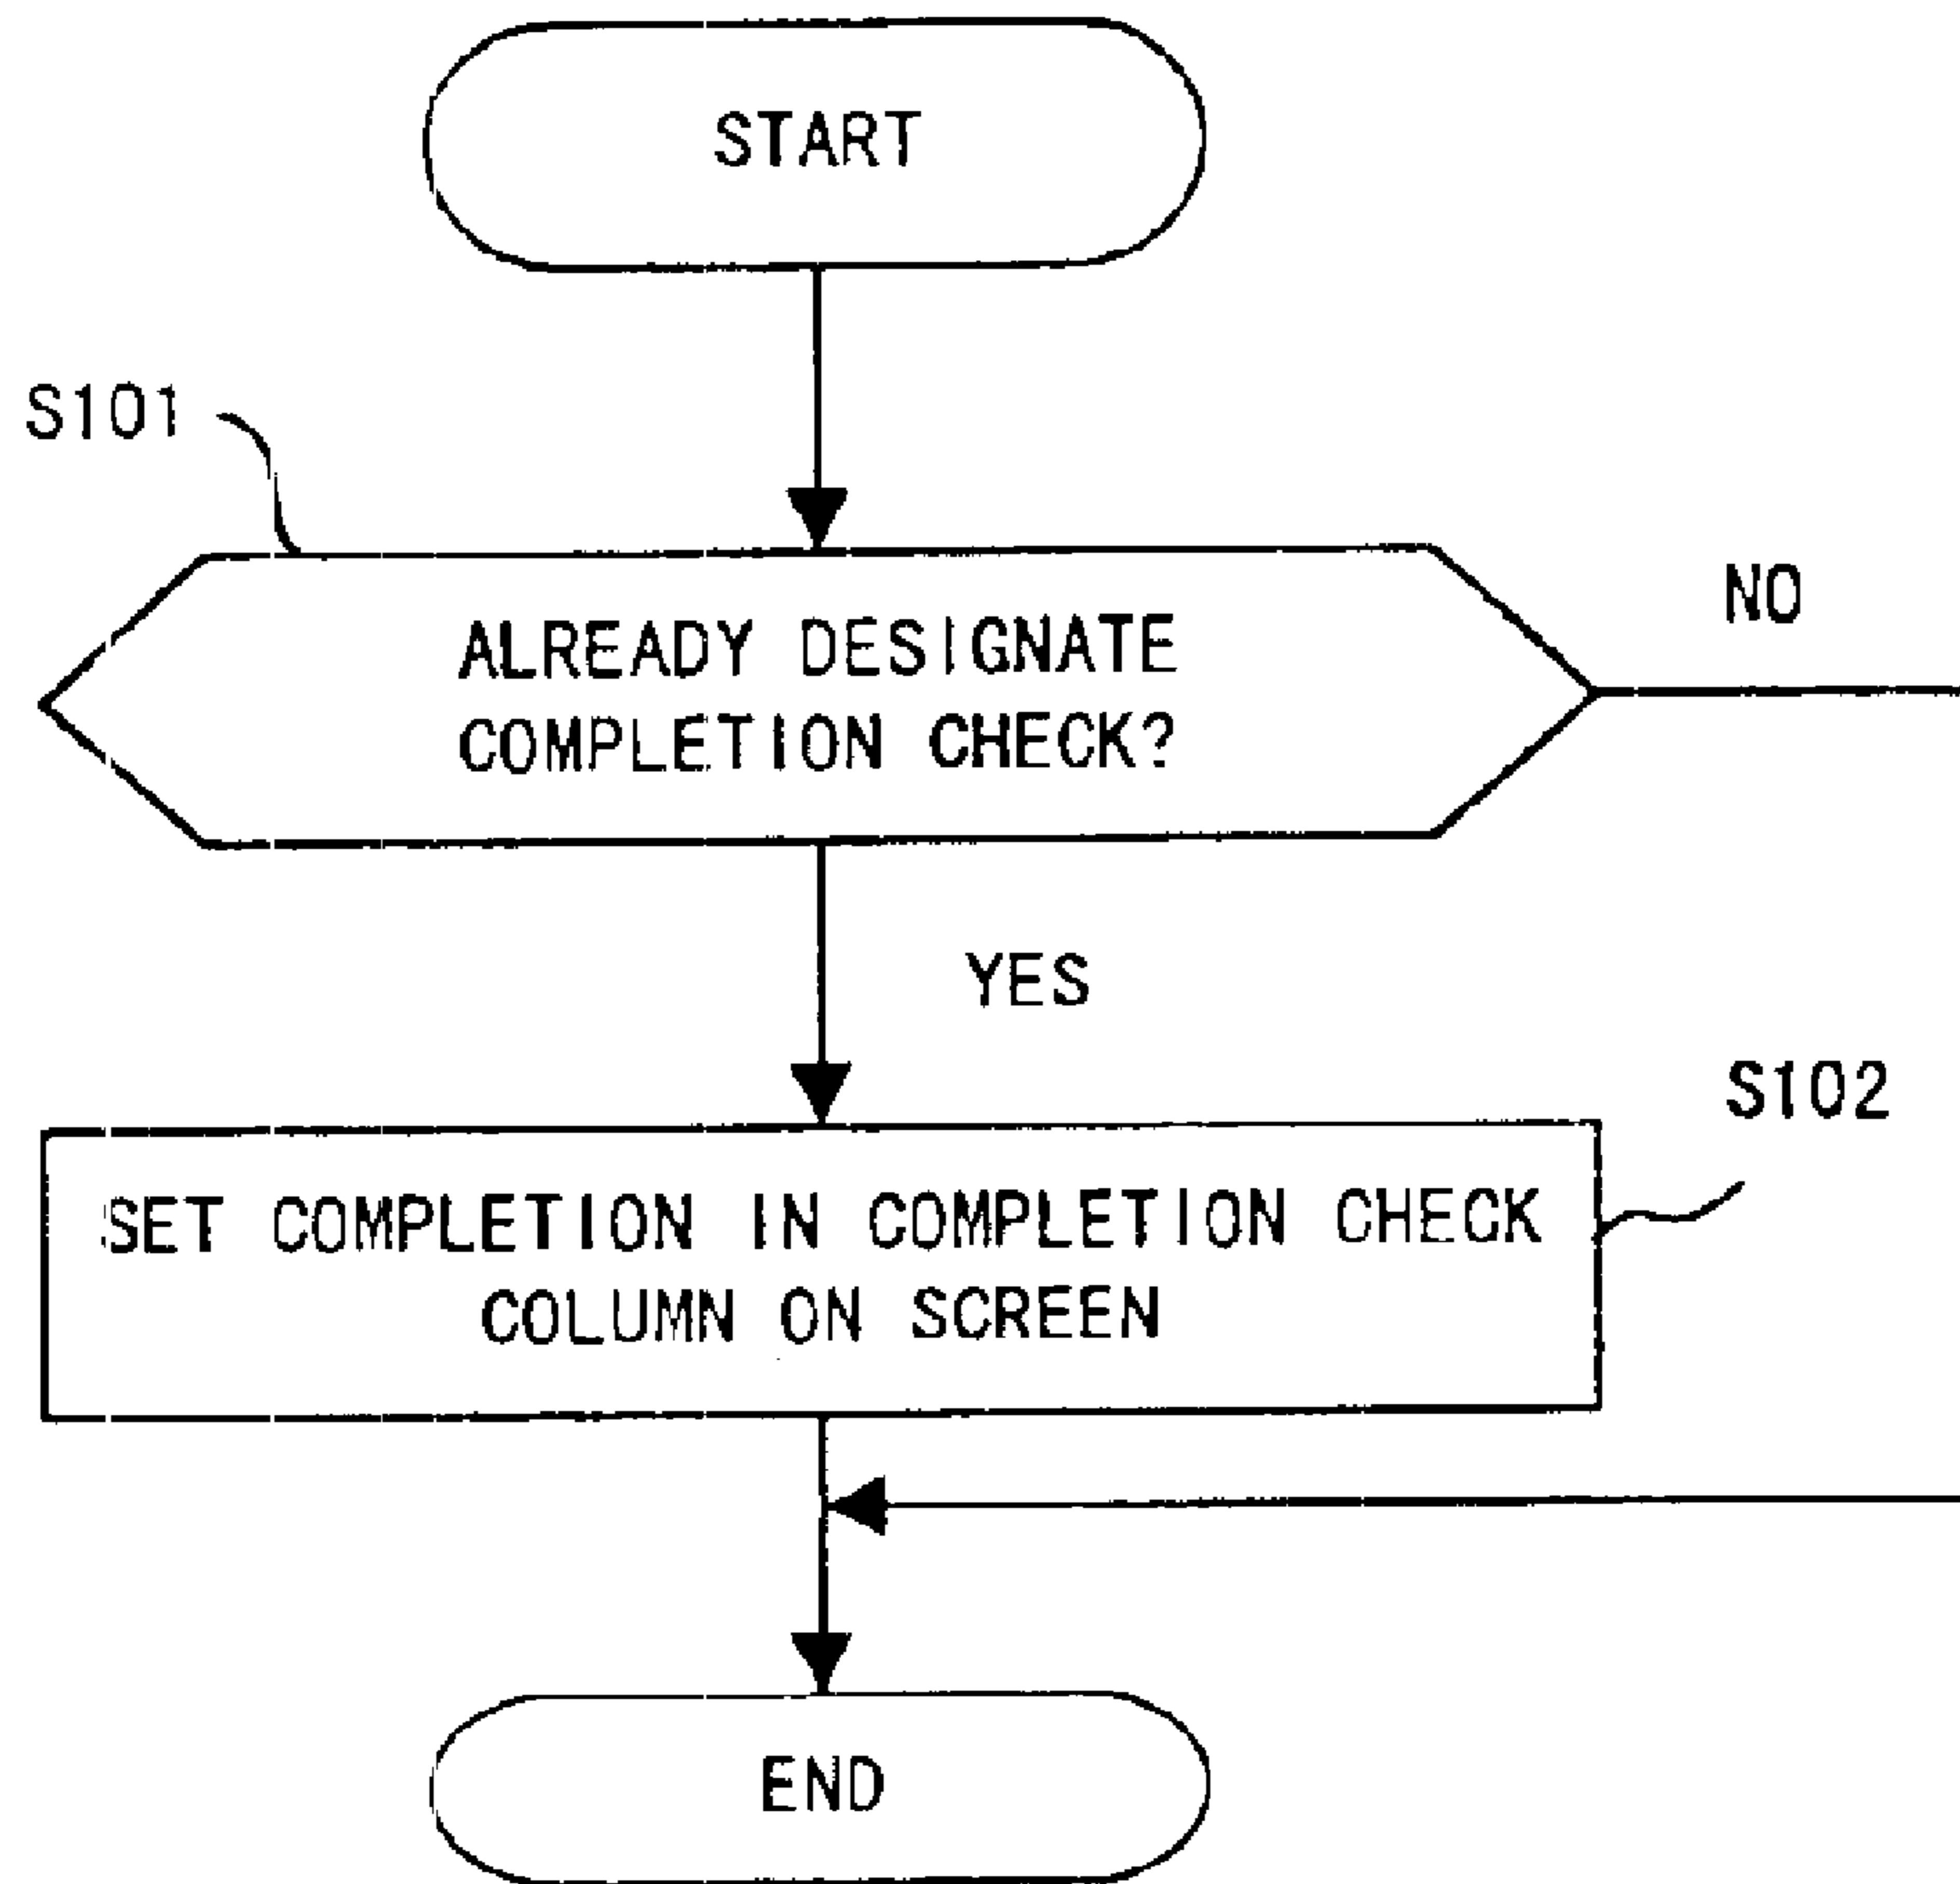 START
S101
ALREADY DESIGNATE
COMPLETION CHECK?
NO
YES
S102
SET COMPLETION IN COMPLETION CHECK
COLUMN ON SCREEN
END